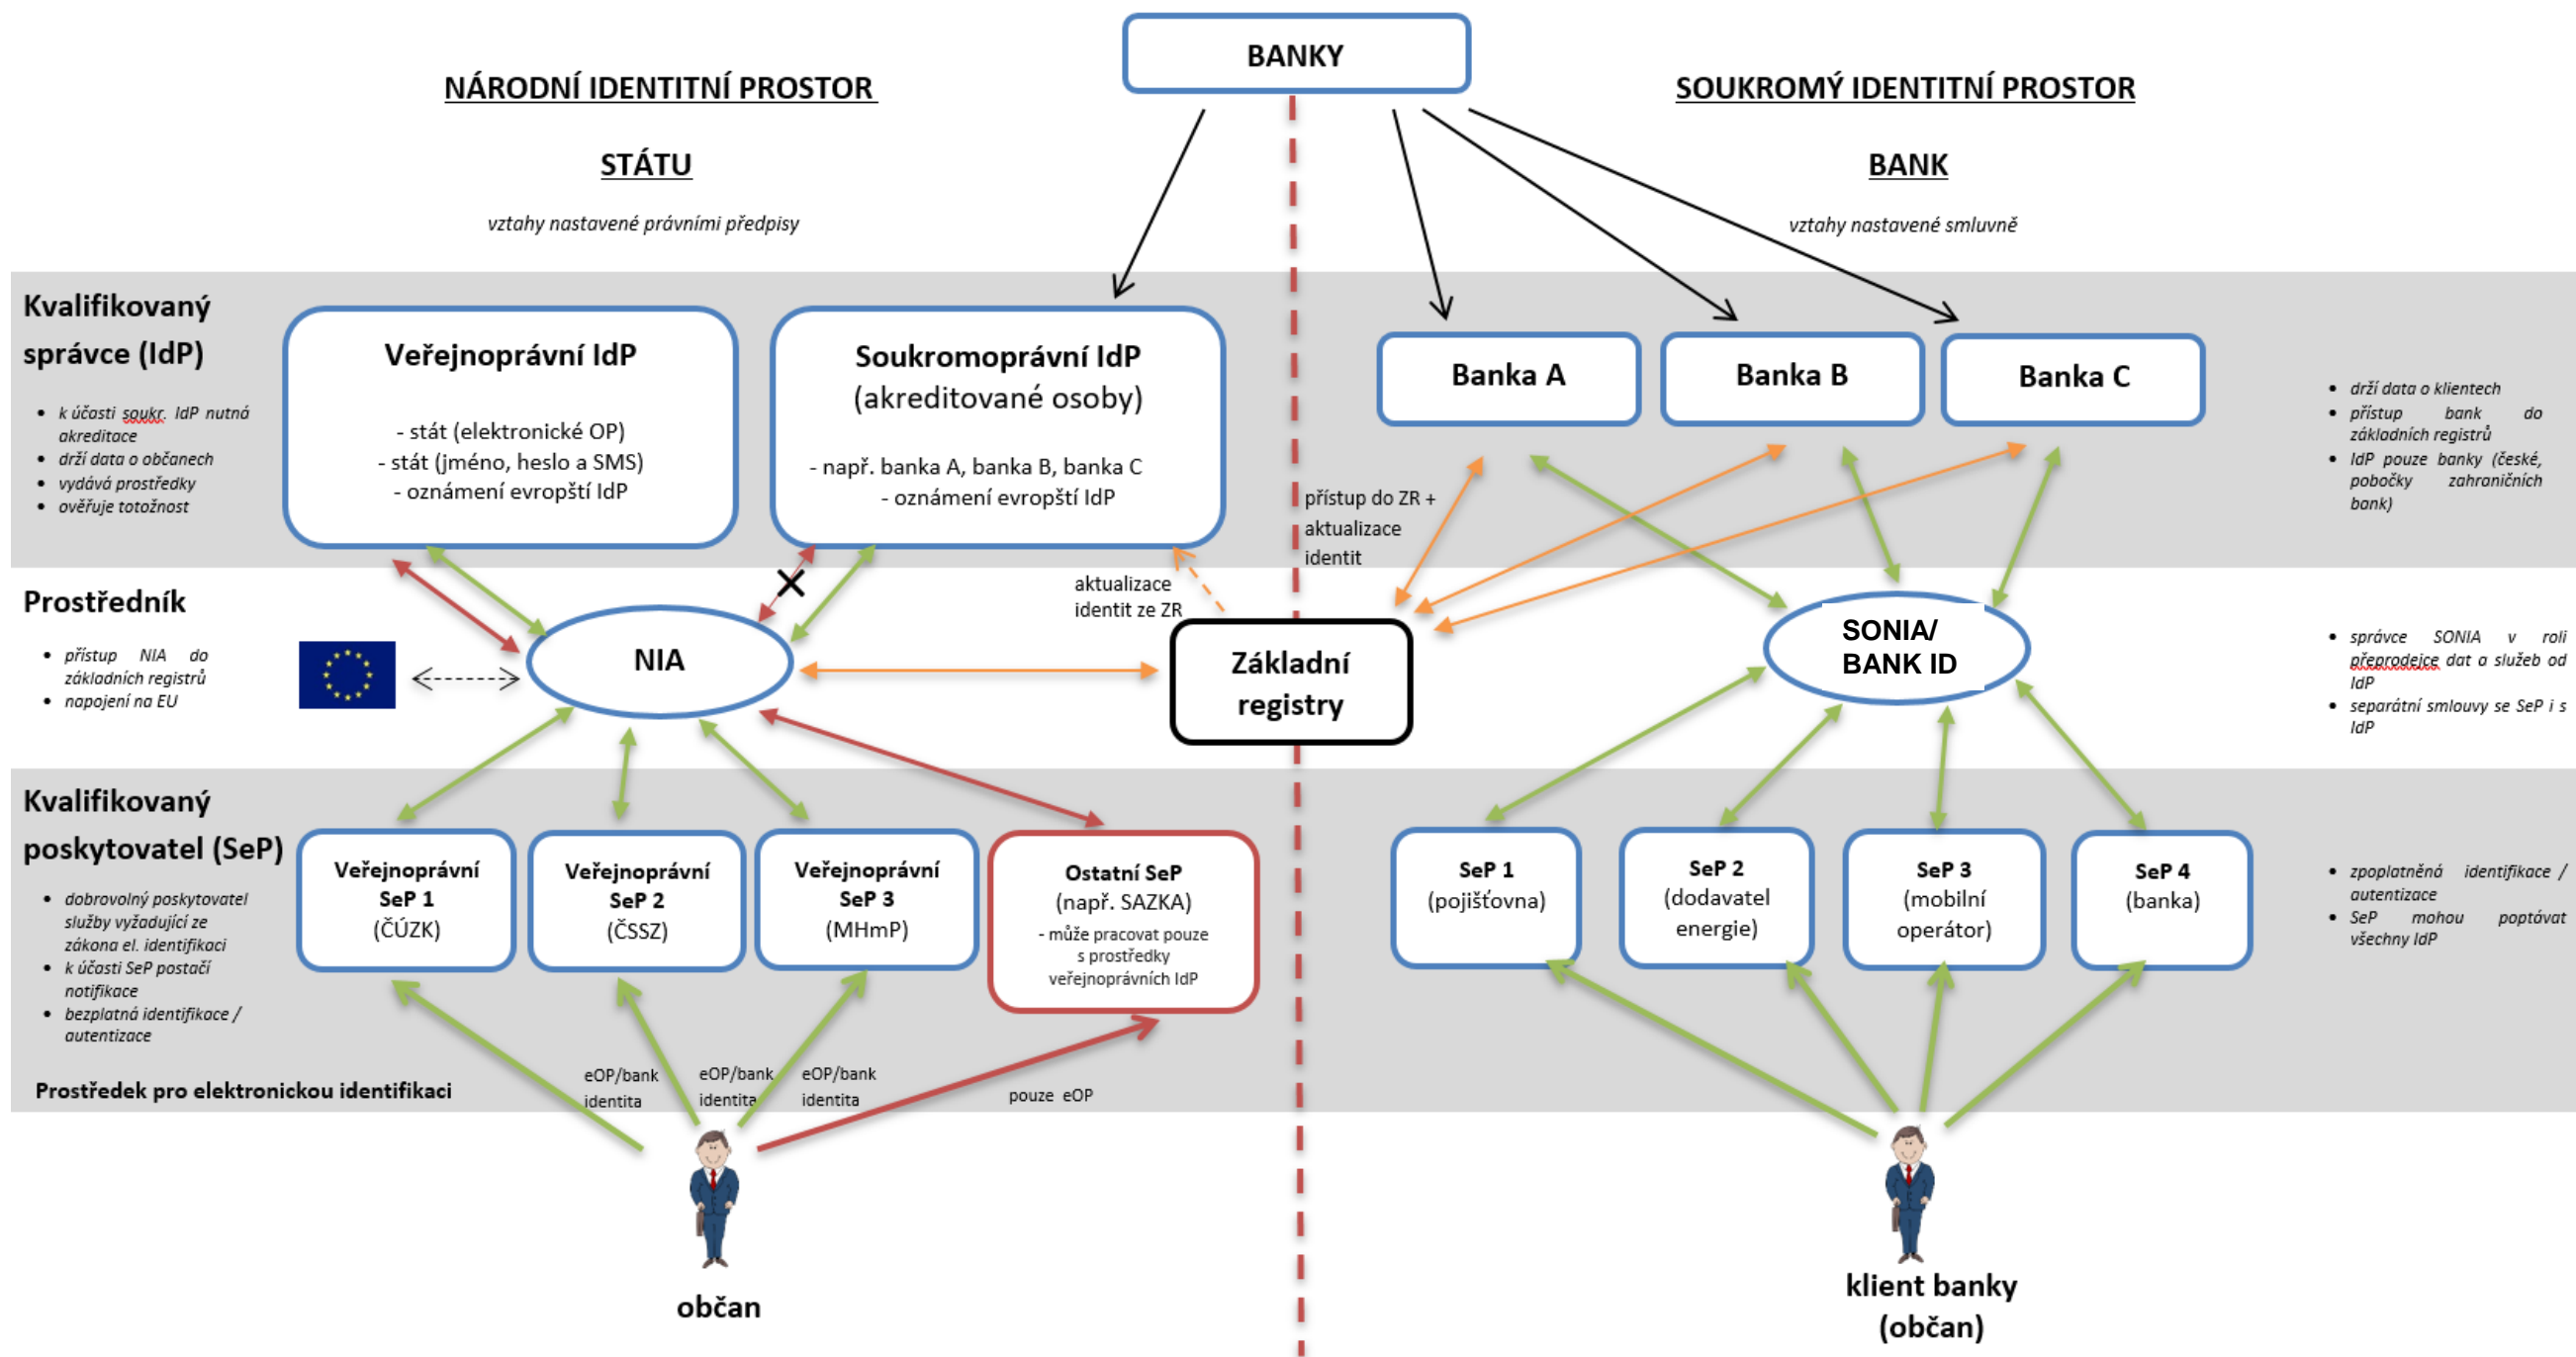 BANKY
NÁRODNÍ IDENTITNÍ PROSTOR
STÁTU
vztahy nastavené právními předpisy
SOUKROMÝ IDENTITNÍ PROSTOR
BANK
vztahy nastavené smluvně
Kvalifikovaný
správce (IdP)
• k účasti soukr. IdP nutná
akreditace
• drží data o občanech
• vydává prostředky
• ověřuje totožnost
Veřejnoprávní IdP
- stát (elektronické OP)
- stát (jméno, heslo a SMS)
- oznámení evropští IdP
Soukromoprávní IdP
(akreditované osoby)
- např. banka A, banka B, banka C
- oznámení evropští IdP
Banka A
Banka B
Banka C
• drží data o klientech
• přístup bank do
základních registrů
• IdP pouze banky (české,
pobočky zahraničních
bank)
přístup do ZR +
aktualizace
identit
aktualizace
identit ze ZR
Prostředník
• přístup NIA do
základních registrů
• napojení na EU
NIA
Základní
registry
SONIA/
BANK ID
• správce SONIA v roli
přeprodejce dat a služeb od
IdP
• separátní smlouvy se SeP i s
IdP
Kvalifikovaný
poskytovatel (SeP)
• dobrovolný poskytovatel
služby vyžadující ze
zákona el. identifikaci
• k účasti SeP postačí
notifikace
• bezplatná identifikace /
autentizace
Veřejnoprávní
SeP 1
(ČÚZK)
Veřejnoprávní
SeP 2
(ČSSZ)
Veřejnoprávní
SeP 3
(MHmP)
Ostatní SeP
(např. SAZKA)
- může pracovat pouze
s prostředky
veřejnoprávních IdP
SeP 1
(pojišťovna)
SeP 2
(dodavatel
energie)
SeP 3
(mobilní
operátor)
SeP 4
(banka)
• zpoplatněná identifikace /
autentizace
• SeP mohou poptávat
všechny IdP
Prostředek pro elektronickou identifikaci
eOP/bank
identita
eOP/bank
identita
eOP/bank
identita
pouze eOP
občan
klient banky
(občan)